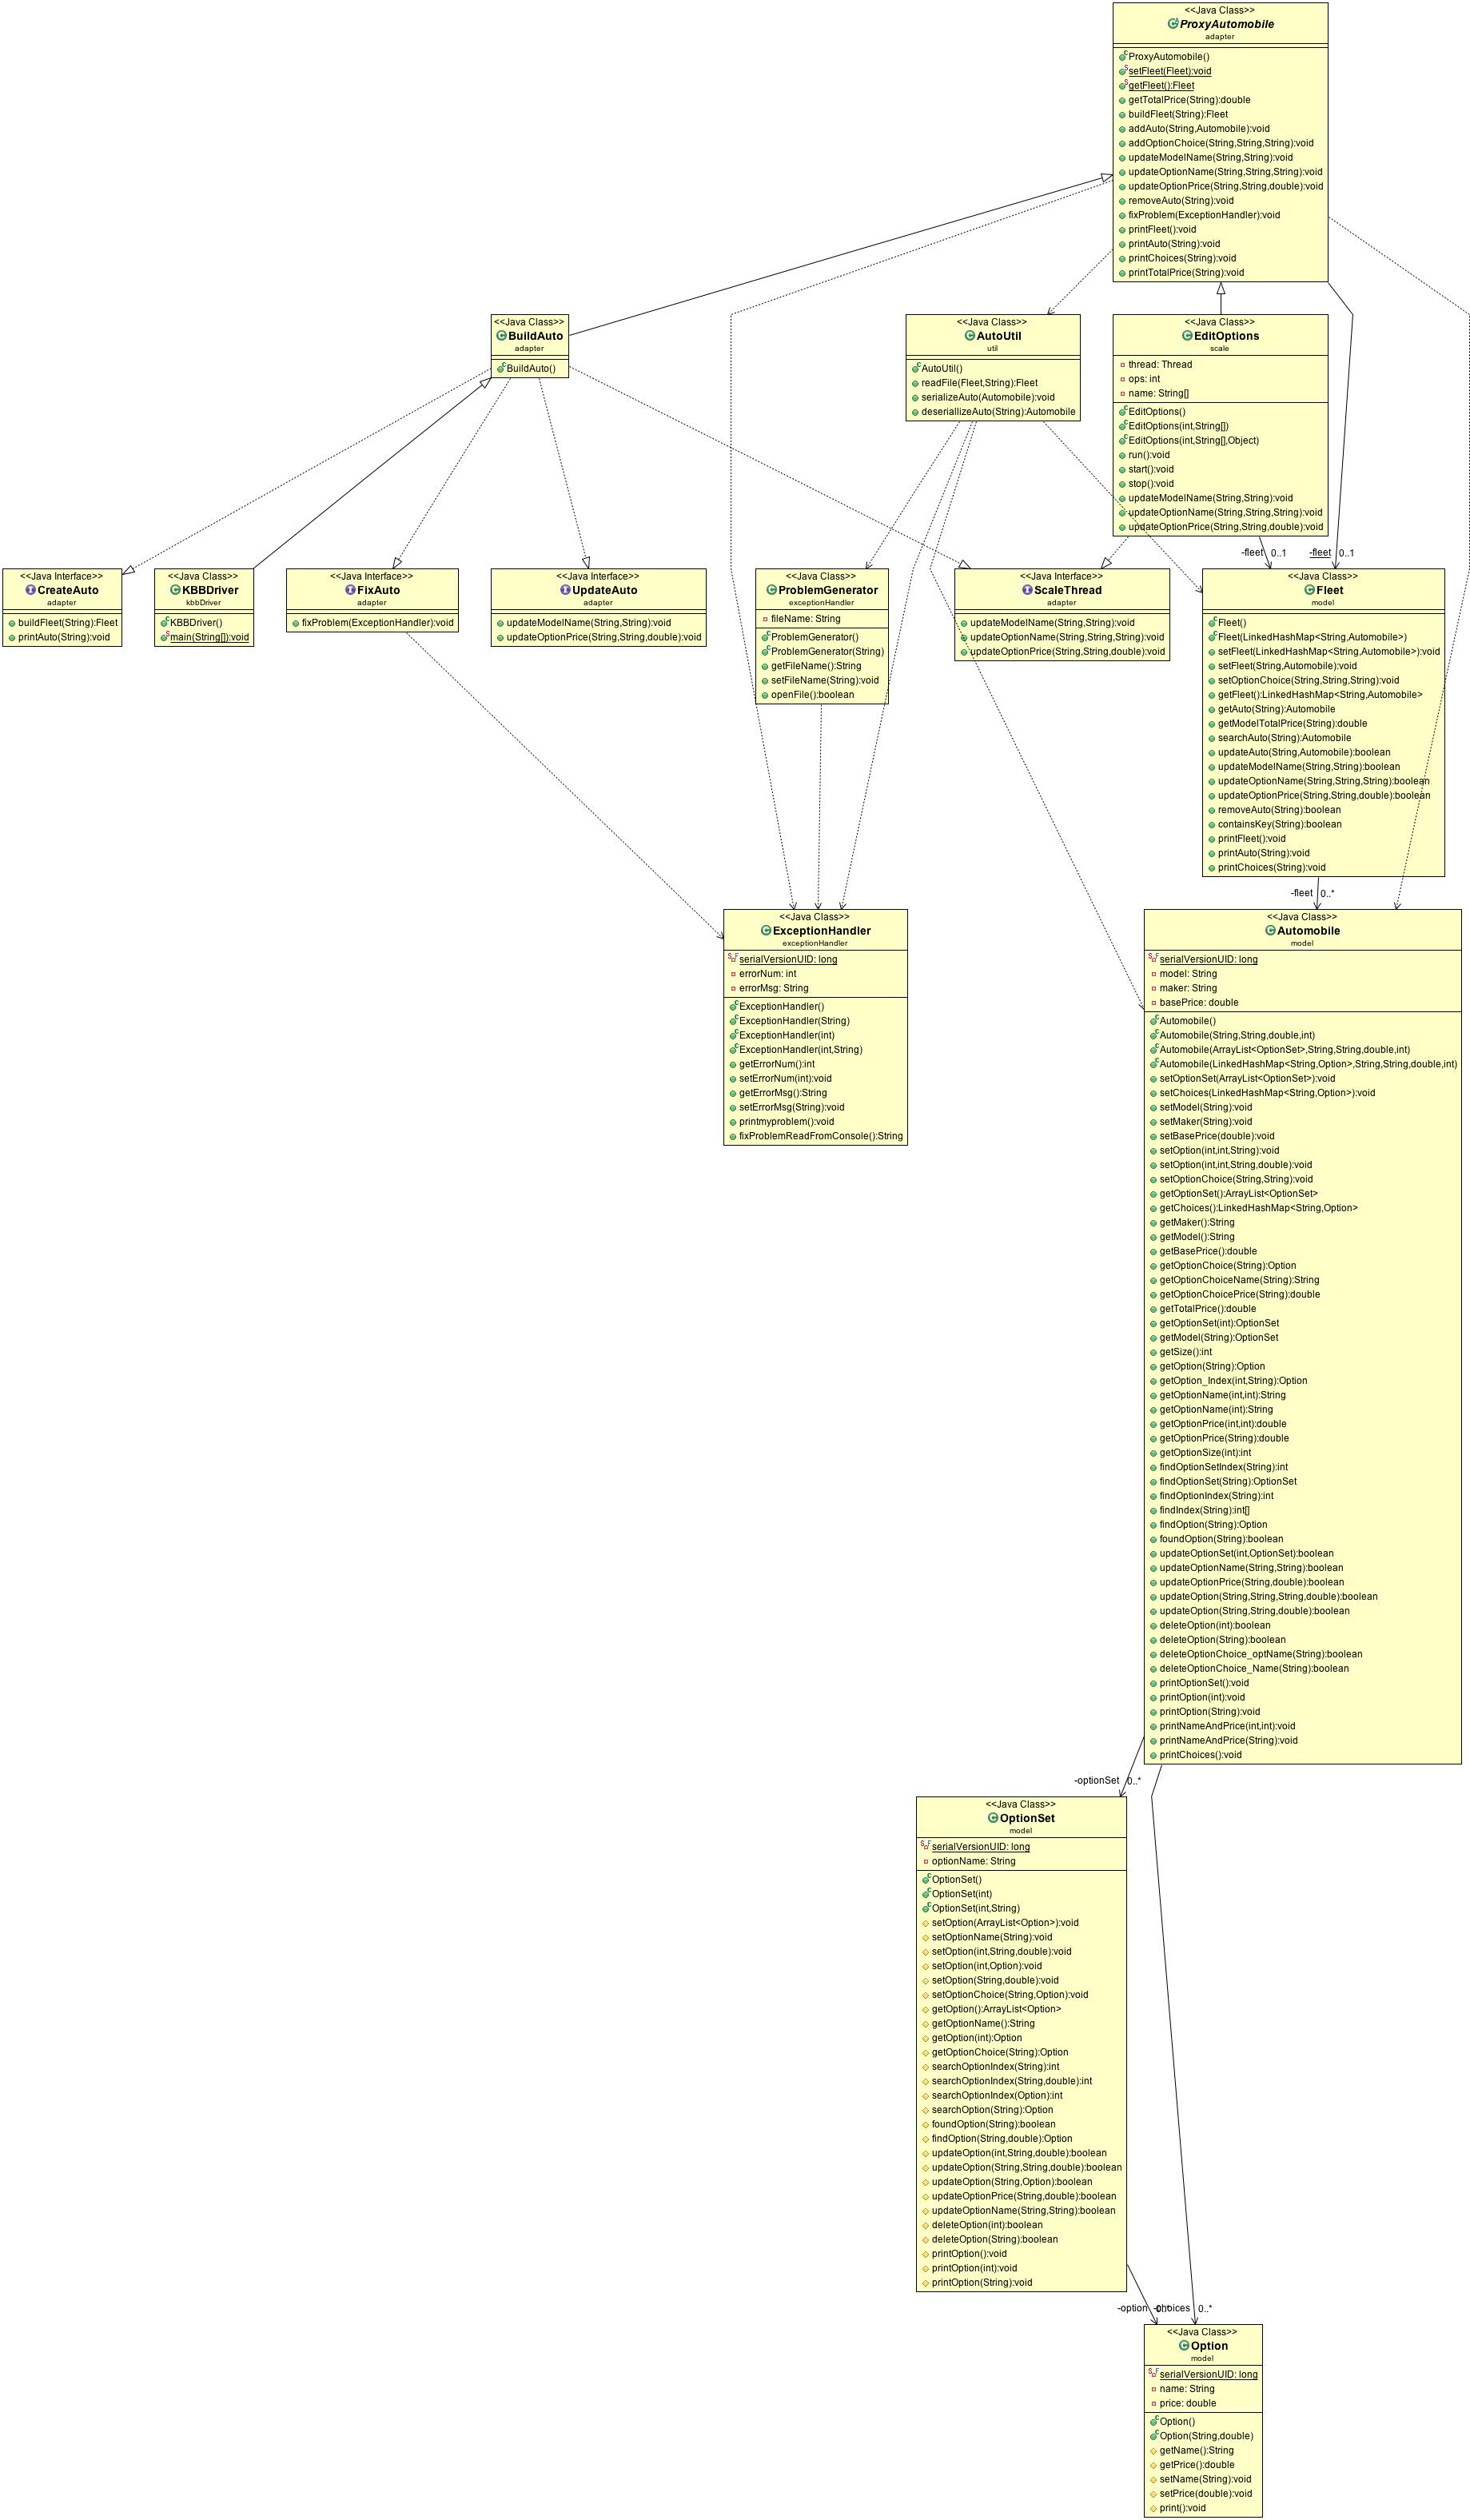 <<Java Class>>
ProxyAutomobile
adapter
ProxyAutomobile()
setFleet(Fleet):void
getFleet():Fleet
getTotalPrice(String):double
buildFleet(String):Fleet
addAuto(String,Automobile):void
addOptionChoice(String,String,String):void
updateModelName(String,String):void
updateOptionName(String,String,String):void
updateOptionPrice(String,String,double):void
removeAuto(String):void
fixProblem(ExceptionHandler):void
printFleet():void
printAuto(String):void
printChoices(String):void
printTotalPrice(String):void
<<Java Class>>
BuildAuto
adapter
BuildAuto()
<<Java Class>>
AutoUtil
util
AutoUtil()
readFile(Fleet,String):Fleet
serializeAuto(Automobile):void
deseriallizeAuto(String):Automobile
<<Java Class>>
EditOptions
scale
thread: Thread
ops: int
name: String[]
EditOptions()
EditOptions(int,String[])
EditOptions(int,String[],Object)
run():void
start():void
stop():void
updateModelName(String,String):void
updateOptionName(String,String,String):void
updateOptionPrice(String,String,double):void
-fleet 0..1
-fleet 0..1
<<Java Interface>>
CreateAuto
adapter
buildFleet(String):Fleet
printAuto(String):void
<<Java Class>>
KBBDriver
kbbDriver
KBBDriver()
main(String[]):void
<<Java Interface>>
FixAuto
adapter
fixProblem(ExceptionHandler):void
<<Java Interface>>
UpdateAuto
adapter
updateModelName(String,String):void
updateOptionPrice(String,String,double):void
<<Java Class>>
ProblemGenerator
exceptionHandler
fileName: String
ProblemGenerator()
ProblemGenerator(String)
getFileName():String
setFileName(String):void
openFile():boolean
<<Java Interface>>
ScaleThread
adapter
updateModelName(String,String):void
updateOptionName(String,String,String):void
updateOptionPrice(String,String,double):void
<<Java Class>>
Fleet
model
Fleet()
Fleet(LinkedHashMap<String,Automobile>)
setFleet(LinkedHashMap<String,Automobile>):void
setFleet(String,Automobile):void
setOptionChoice(String,String,String):void
getFleet():LinkedHashMap<String,Automobile>
getAuto(String):Automobile
getModelTotalPrice(String):double
searchAuto(String):Automobile
updateAuto(String,Automobile):boolean
updateModelName(String,String):boolean
updateOptionName(String,String,String):boolean
updateOptionPrice(String,String,double):boolean
removeAuto(String):boolean
containsKey(String):boolean
printFleet():void
printAuto(String):void
printChoices(String):void
-fleet 0..*
<<Java Class>>
ExceptionHandler
exceptionHandler
serialVersionUID: long
errorNum: int
errorMsg: String
ExceptionHandler()
ExceptionHandler(String)
ExceptionHandler(int)
ExceptionHandler(int,String)
getErrorNum():int
setErrorNum(int):void
getErrorMsg():String
setErrorMsg(String):void
printmyproblem():void
fixProblemReadFromConsole():String
<<Java Class>>
Automobile
model
serialVersionUID: long
model: String
maker: String
basePrice: double
Automobile()
Automobile(String,String,double,int)
Automobile(ArrayList<OptionSet>,String,String,double,int)
Automobile(LinkedHashMap<String,Option>,String,String,double,int)
setOptionSet(ArrayList<OptionSet>):void
setChoices(LinkedHashMap<String,Option>):void
setModel(String):void
setMaker(String):void
setBasePrice(double):void
setOption(int,int,String):void
setOption(int,int,String,double):void
setOptionChoice(String,String):void
getOptionSet():ArrayList<OptionSet>
getChoices():LinkedHashMap<String,Option>
getMaker():String
getModel():String
getBasePrice():double
getOptionChoice(String):Option
getOptionChoiceName(String):String
getOptionChoicePrice(String):double
getTotalPrice():double
getOptionSet(int):OptionSet
getModel(String):OptionSet
getSize():int
getOption(String):Option
getOption_Index(int,String):Option
getOptionName(int,int):String
getOptionName(int):String
getOptionPrice(int,int):double
getOptionPrice(String):double
getOptionSize(int):int
findOptionSetIndex(String):int
findOptionSet(String):OptionSet
findOptionIndex(String):int
findIndex(String):int[]
findOption(String):Option
foundOption(String):boolean
updateOptionSet(int,OptionSet):boolean
updateOptionName(String,String):boolean
updateOptionPrice(String,double):boolean
updateOption(String,String,String,double):boolean
updateOption(String,String,double):boolean
deleteOption(int):boolean
deleteOption(String):boolean
deleteOptionChoice_optName(String):boolean
deleteOptionChoice_Name(String):boolean
printOptionSet():void
printOption(int):void
printOption(String):void
printNameAndPrice(int,int):void
printNameAndPrice(String):void
printChoices():void
-optionSet 0..*
<<Java Class>>
OptionSet
model
serialVersionUID: long
optionName: String
OptionSet()
OptionSet(int)
OptionSet(int,String)
setOption(ArrayList<Option>):void
setOptionName(String):void
setOption(int,String,double):void
setOption(int,Option):void
setOption(String,double):void
setOptionChoice(String,Option):void
getOption():ArrayList<Option>
getOptionName():String
getOption(int):Option
getOptionChoice(String):Option
searchOptionIndex(String):int
searchOptionIndex(String,double):int
searchOptionIndex(Option):int
searchOption(String):Option
foundOption(String):boolean
findOption(String,double):Option
updateOption(int,String,double):boolean
updateOption(String,String,double):boolean
updateOption(String,Option):boolean
updateOptionPrice(String,double):boolean
updateOptionName(String,String):boolean
deleteOption(int):boolean
deleteOption(String):boolean
printOption():void
printOption(int):void
printOption(String):void
-option 0..* -choices 0..*
<<Java Class>>
Option
model
serialVersionUID: long
name: String
price: double
Option()
Option(String,double)
getName():String
getPrice():double
setName(String):void
setPrice(double):void
print():void